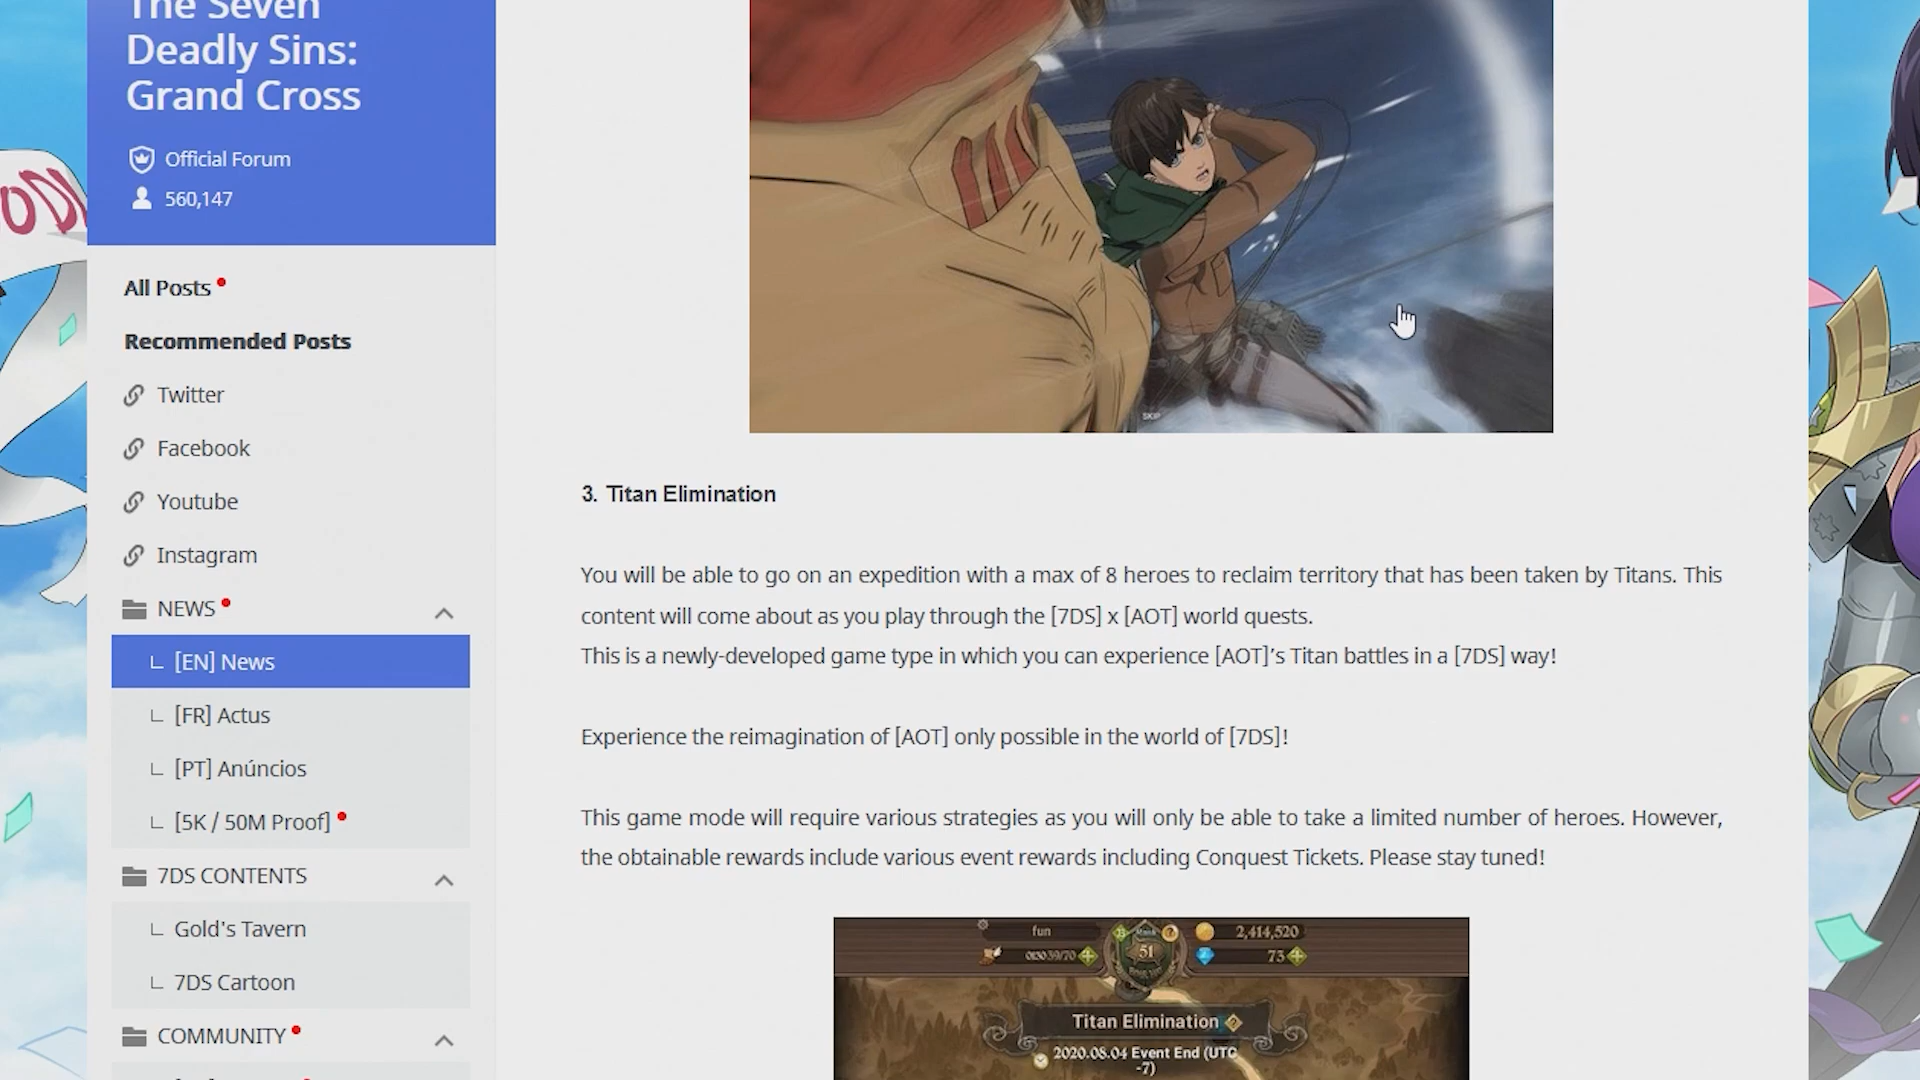 The Seven
Deadly Sins:
Grand Cross
Official Forum
560,147
All Posts
Recommended Posts
Twitter
Facebook
Youtube
Instagram
NEWS
[EN] News
[FR] Actus
[PT] Anúncios
[5K / 50M Proof]
7DS CONTENTS
Gold's Tavern
7DS Cartoon
COMMUNITY
SKIP
3. Titan Elimination
You will be able to go on an expedition with a max of 8 heroes to reclaim territory that has been taken by Titans. This
content will come about as you play through the [7DS] x [AOT] world quests.
This is a newly-developed game type in which you can experience [AOT]’s Titan battles in a [7DS] way!
Experience the reimagination of [AOT] only possible in the world of [7DS]!
This game mode will require various strategies as you will only be able to take a limited number of heroes. However,
the obtainable rewards include various event rewards including Conquest Tickets. Please stay tuned!
fun
2,414,520
51
73
Titan Elimination
2020.08.04 Event End (UTC
-7)